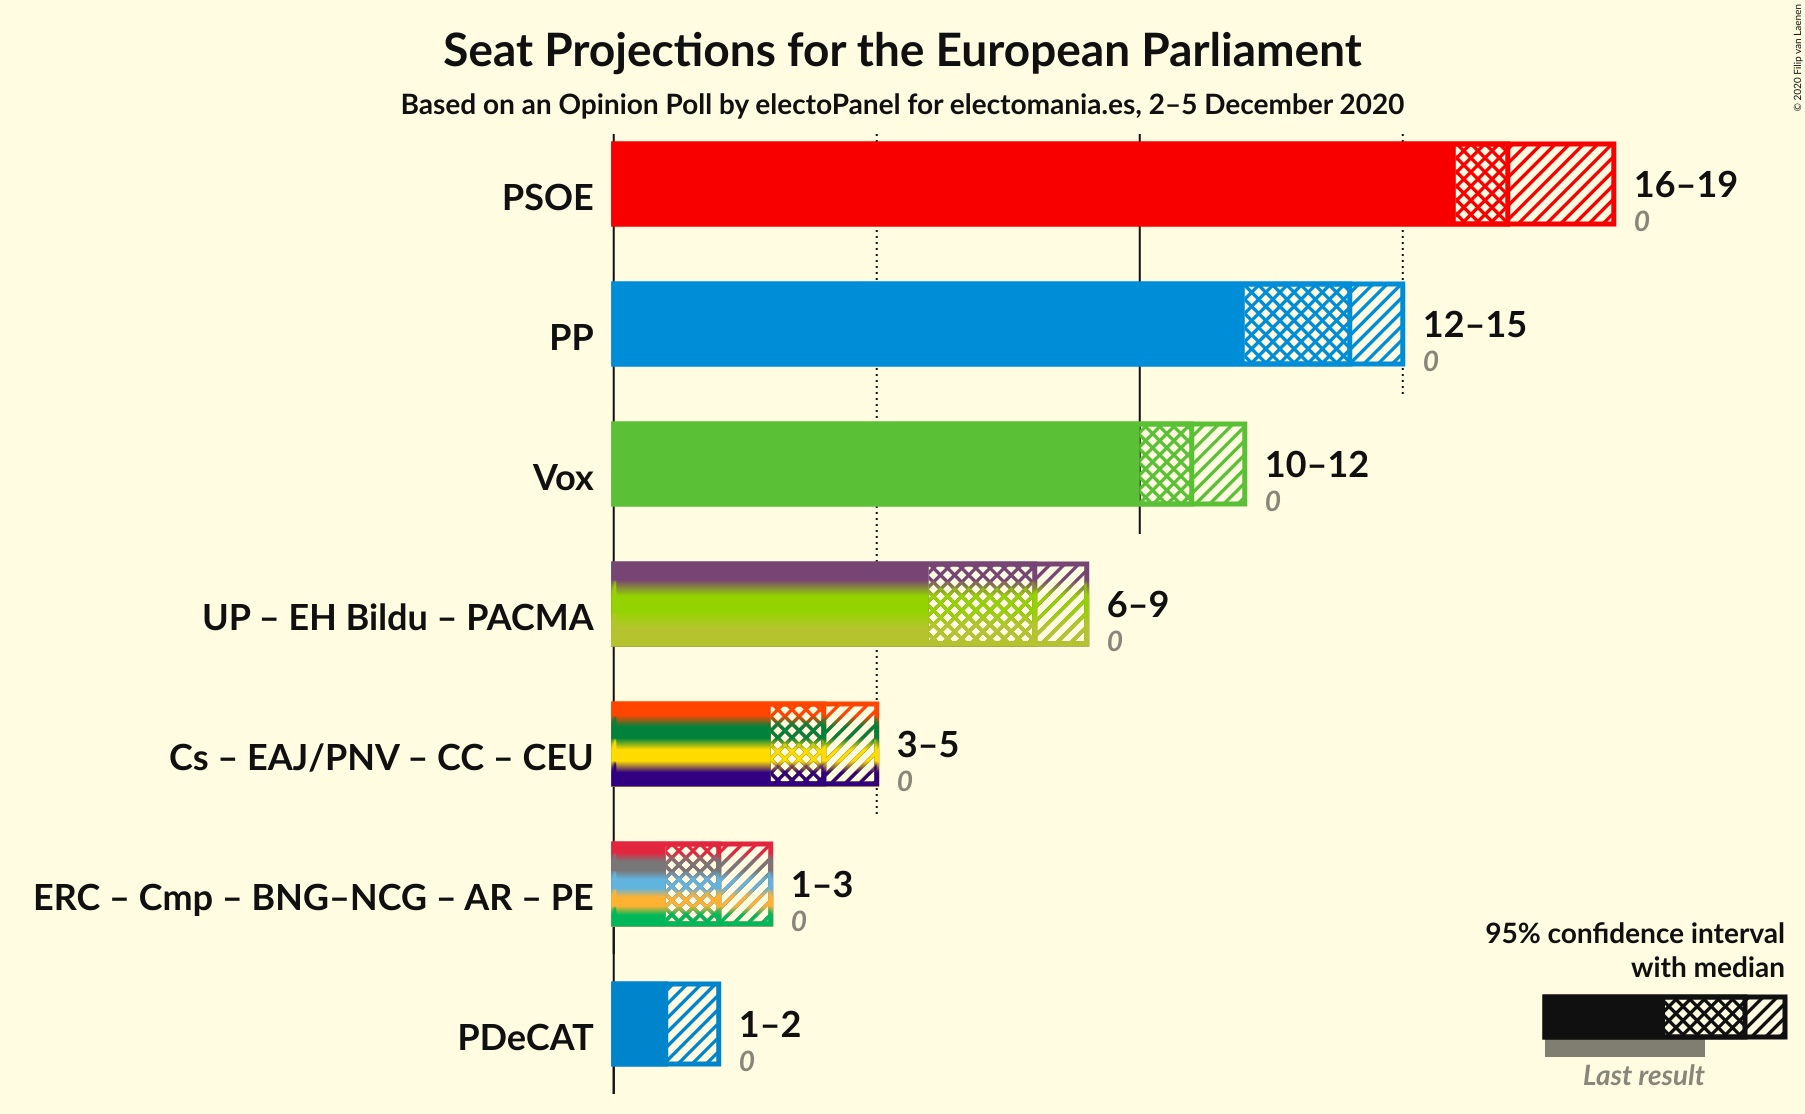 Seat Projections for the European Parliament
Based on an Opinion Poll by electoPanel for electomania.es, 2–5 December 2020
© 2020 Filip van Laenen
PSOE
16–19
0
PP
12–15
0
Vox
10–12
0
UP – EH Bildu – PACMA
6–9
0
Cs – EAJ/PNV – CC – CEU
3–5
0
ERC – Cmp – BNG–NCG – AR – PE
1–3
0
PDeCAT
1–2
0
95% confidence interval
with median
Last result